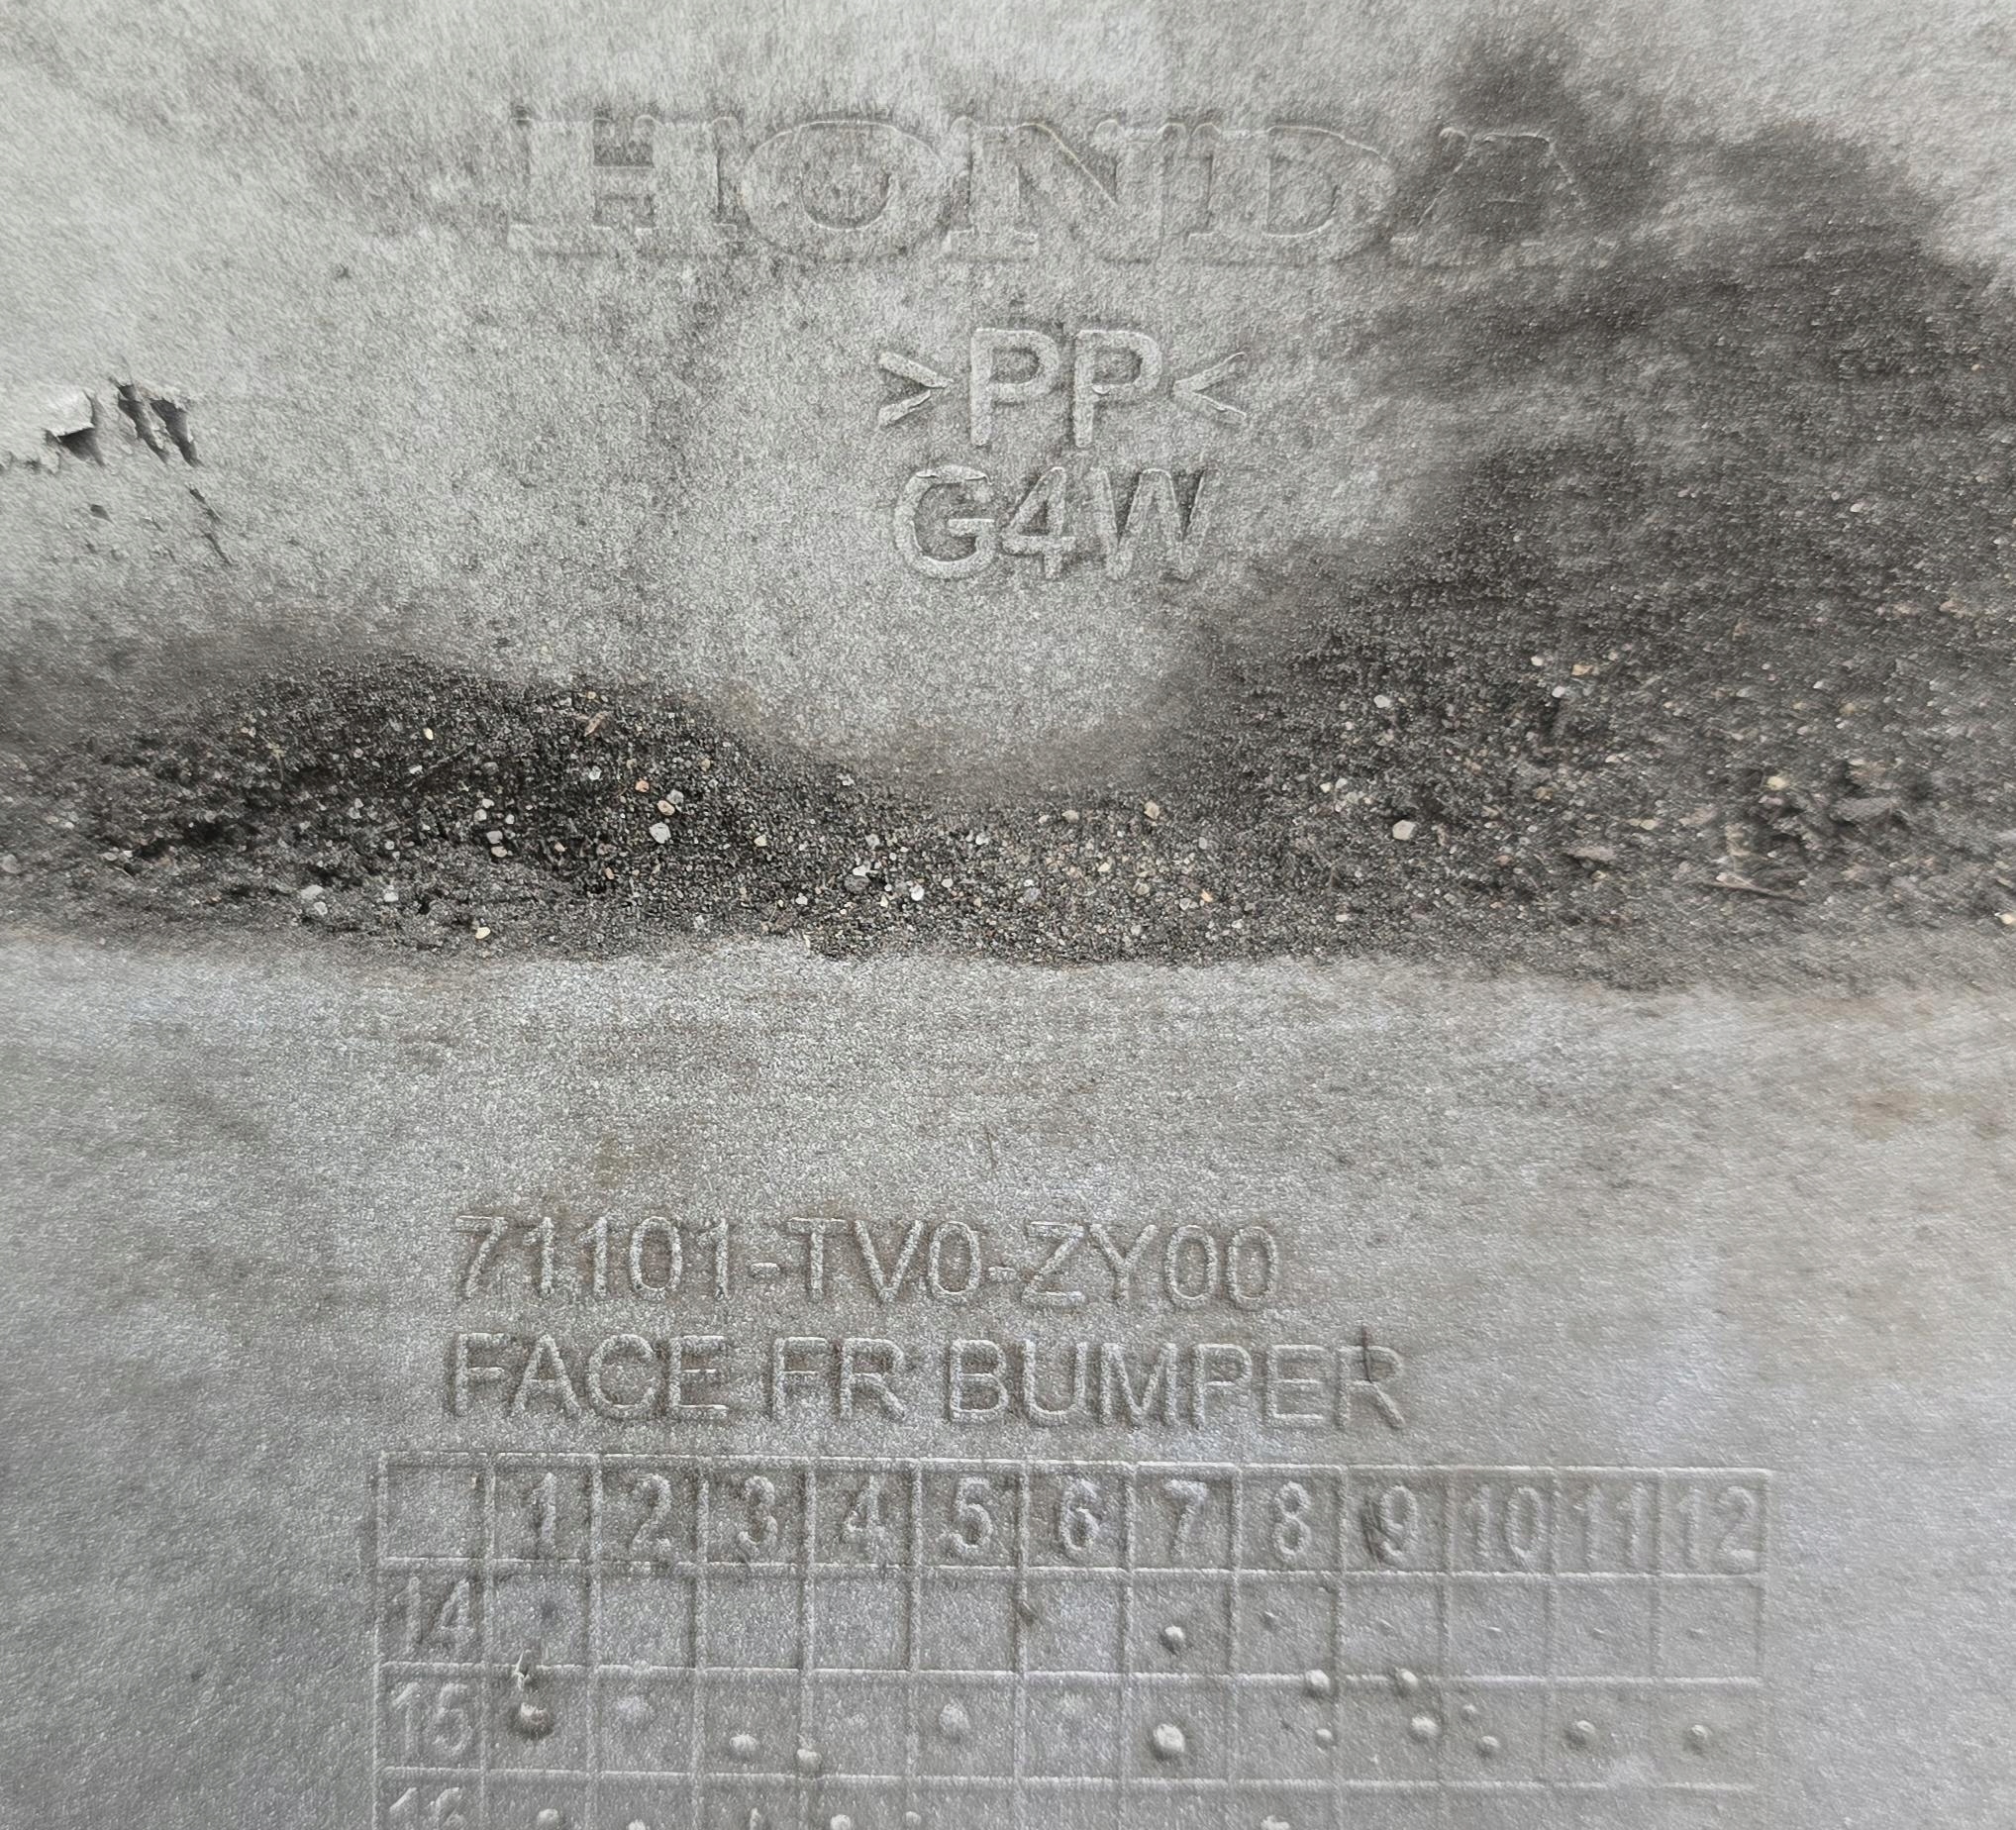 HONDA
>PP<
G4W
71101-TV0-ZY00
FACE FR BUMPER
1 2 3 4 5 6 7 8 9 10 11 12
14
15
16